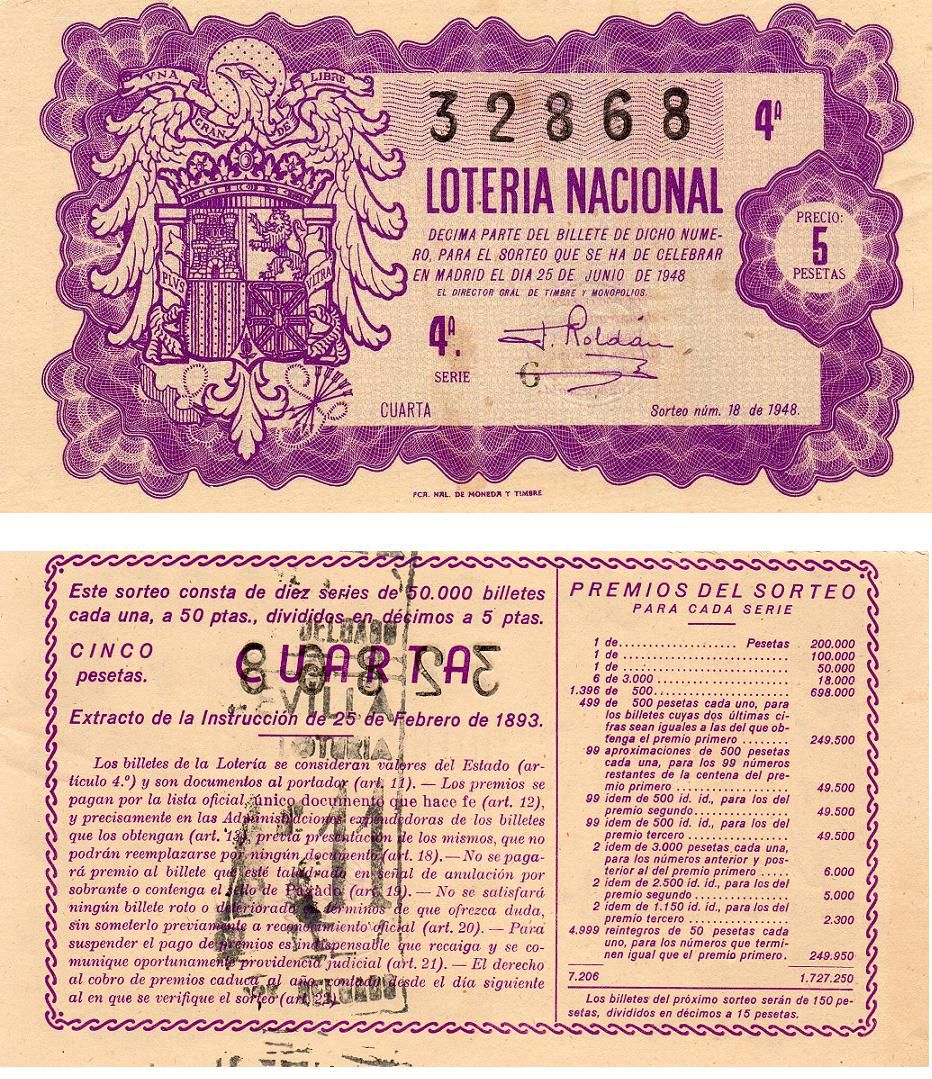 UNA
GRANDE
LIBRE
32868
4ª
LOTERIA NACIONAL
DECIMA PARTE DEL BILLETE DE DICHO NUME-
RO, PARA EL SORTEO QUE SE HA DE CELEBRAR
EN MADRID EL DIA 25 DE JUNIO DE 1948
EL DIRECTOR GRAL DE TIMBRE Y MONOPOLIOS.
PRECIO:
5
PESETAS
4ª.
SERIE
J. Roldán
G
CUARTA
Sorteo núm. 18 de 1948.
PLVS
VLTRA
FCA. NAL. DE MONEDA Y TIMBRE
Este sorteo consta de diez series de 50.000 billetes
cada una, a 50 ptas., divididos en décimos a 5 ptas.
CINCO
pesetas.
CUARTA
32868
DELGADO
SEVILLA
LOTERIA
Extracto de la Instrucción de 25 de Febrero de 1893.
Los billetes de la Lotería se consideran valores del Estado (ar-
tículo 4.º) y son documentos al portador (art. 11). — Los premios se
pagan por la lista oficial, único documento que hace fe (art. 12),
y precisamente en las Administraciones expendedoras de los billetes
que los obtengan (art. 13), previa presentación de los mismos, que no
podrán reemplazarse por ningún documento (art. 18). — No se paga-
rá premio al billete que esté taladrado en señal de anulación por
sobrante o contenga el sello de Pagado (art. 19). — No se satisfará
ningún billete roto o deteriorado en términos de que ofrezca duda,
sin someterlo previamente a reconocimiento oficial (art. 20). — Para
suspender el pago de premios es indispensable que recaiga y se co-
munique oportunamente providencia judicial (art. 21). — El derecho
al cobro de premios caduca al año, contado desde el día siguiente
al en que se verifique el sorteo (art. 22).
DELGADO
PREMIOS DEL SORTEO
PARA CADA SERIE
1 de .................. Pesetas 200.000
1 de .................. 100.000
1 de .................. 50.000
6 de 3.000 .................. 18.000
1.396 de 500 .................. 698.000
499 de 500 pesetas cada uno, para
los billetes cuyas dos últimas ci-
fras sean iguales a las del que ob-
tenga el premio primero ........ 249.500
99 aproximaciones de 500 pesetas
cada una, para los 99 números
restantes de la centena del pre-
mio primero .................. 49.500
99 idem de 500 id. id., para los del
premio segundo .................. 49.500
99 idem de 500 id. id., para los del
premio tercero .................. 49.500
2 idem de 3.000 pesetas cada una,
para los números anterior y pos-
terior al del premio primero ...... 6.000
2 idem de 2.500 id. id., para los del
premio segundo .................. 5.000
2 idem de 1.150 id. id., para los del
premio tercero .................. 2.300
4.999 reintegros de 50 pesetas cada
uno, para los números que termi-
nen igual que el premio primero. 249.950
7.206 1.727.250
Los billetes del próximo sorteo serán de 150 pe-
setas, divididos en décimos a 15 pesetas.